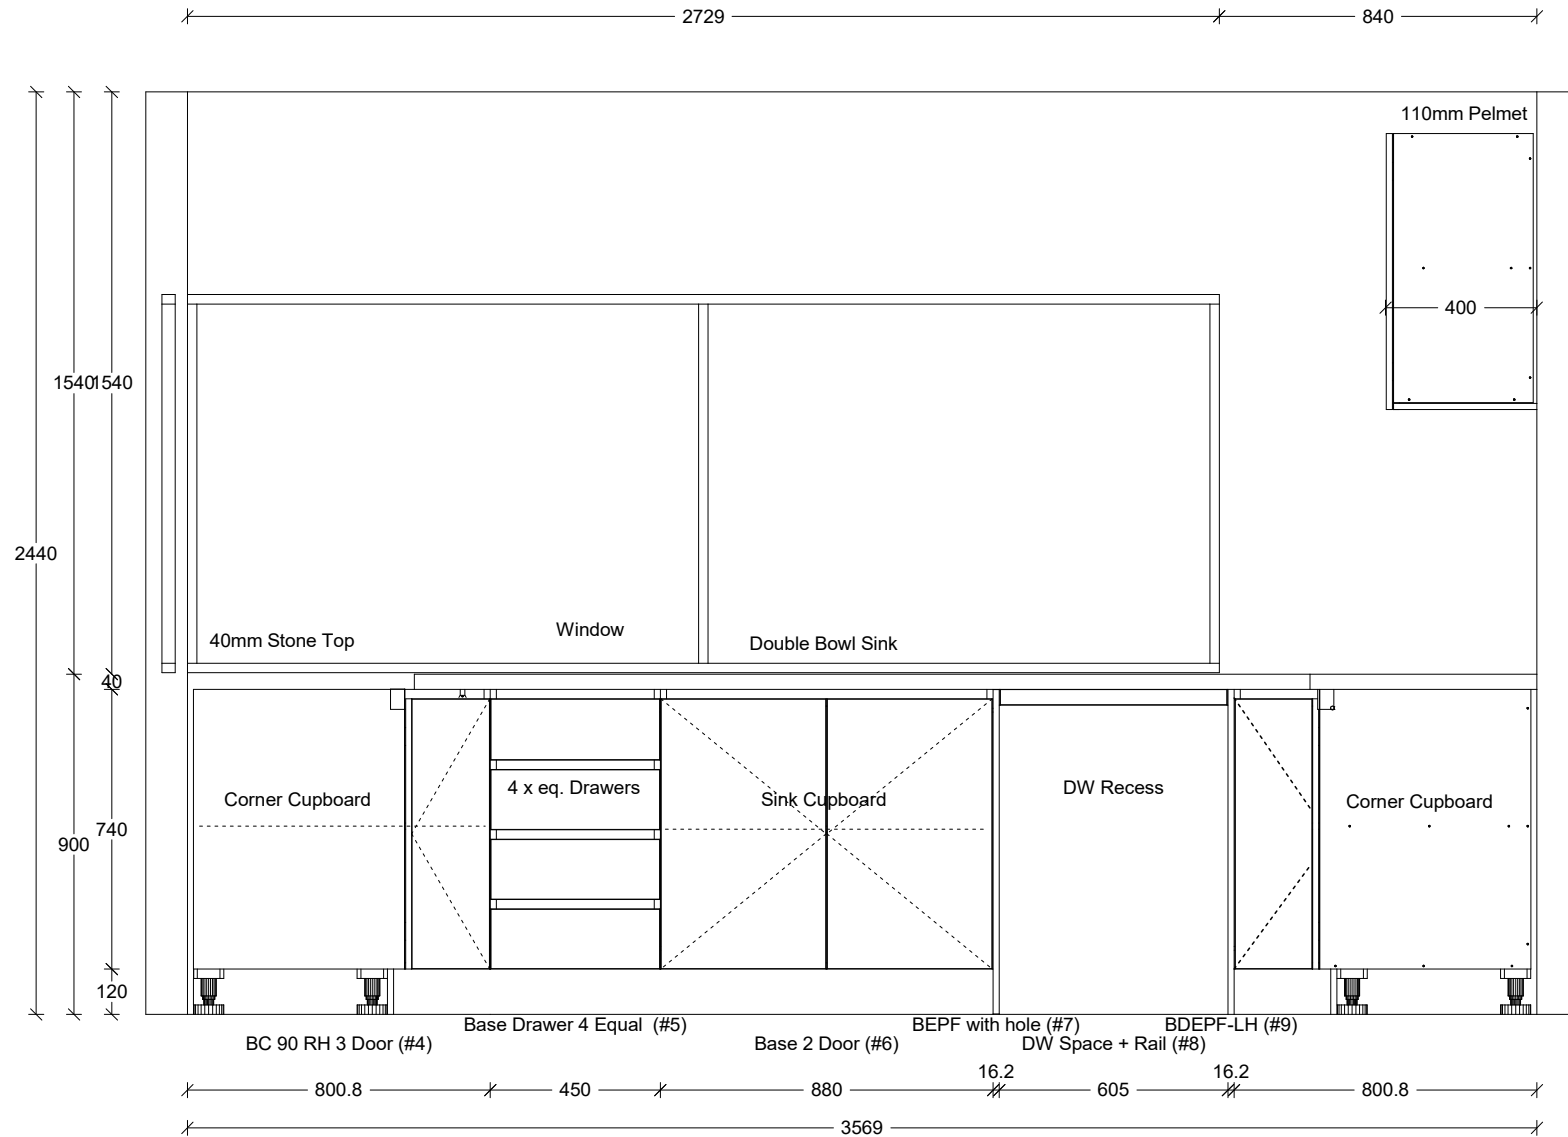 2729
840
110mm Pelmet
400
1540
1540
2440
40mm Stone Top
Window
Double Bowl Sink
40
Corner Cupboard
4 x eq. Drawers
Sink Cupboard
DW Recess
Corner Cupboard
740
900
120
Base Drawer 4 Equal (#5)
BEPF with hole (#7)
BDEPF-LH (#9)
BC 90 RH 3 Door (#4)
Base 2 Door (#6)
DW Space + Rail (#8)
16.2
16.2
800.8
450
880
605
800.8
3569